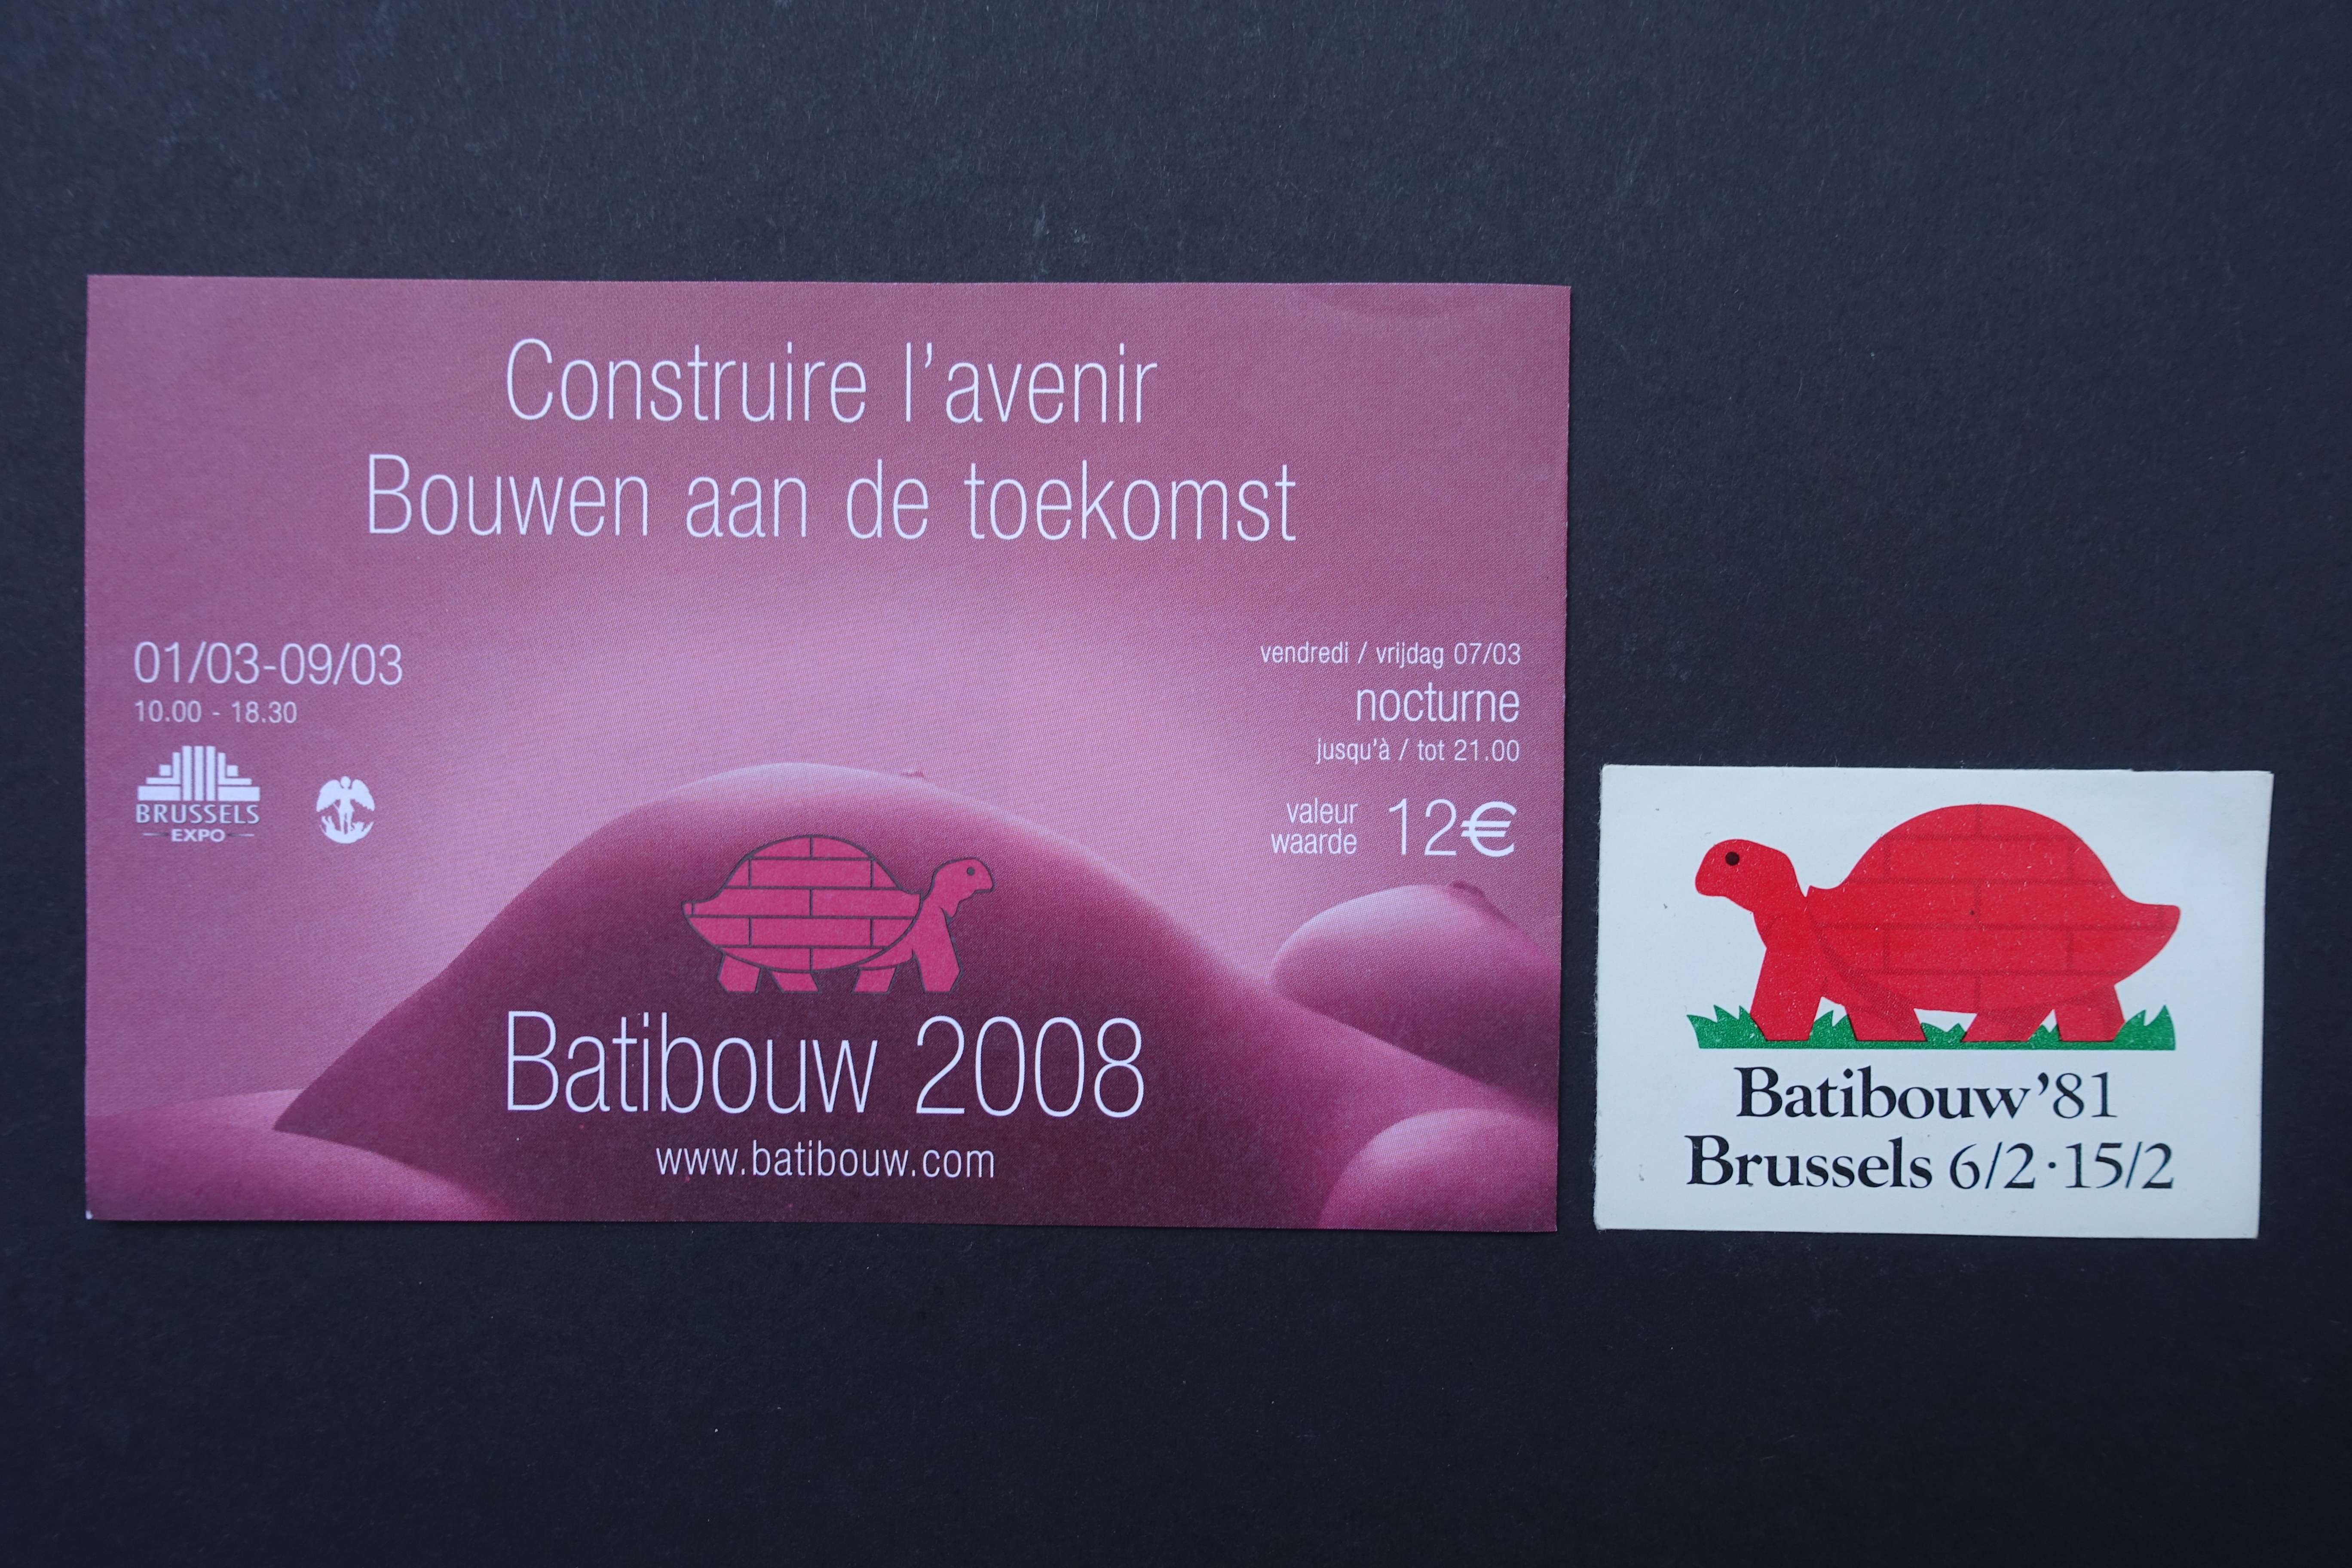 Construire l'avenir
Bouwen aan de toekomst
01/03-09/03
10.00 - 18.30
BRUSSELS
EXPO
vendredi / vrijdag 07/03
nocturne
jusqu'à / tot 21.00
valeur
waarde
12€
Batibouw 2008
www.batibouw.com
Batibouw '81
Brussels 6/2·15/2